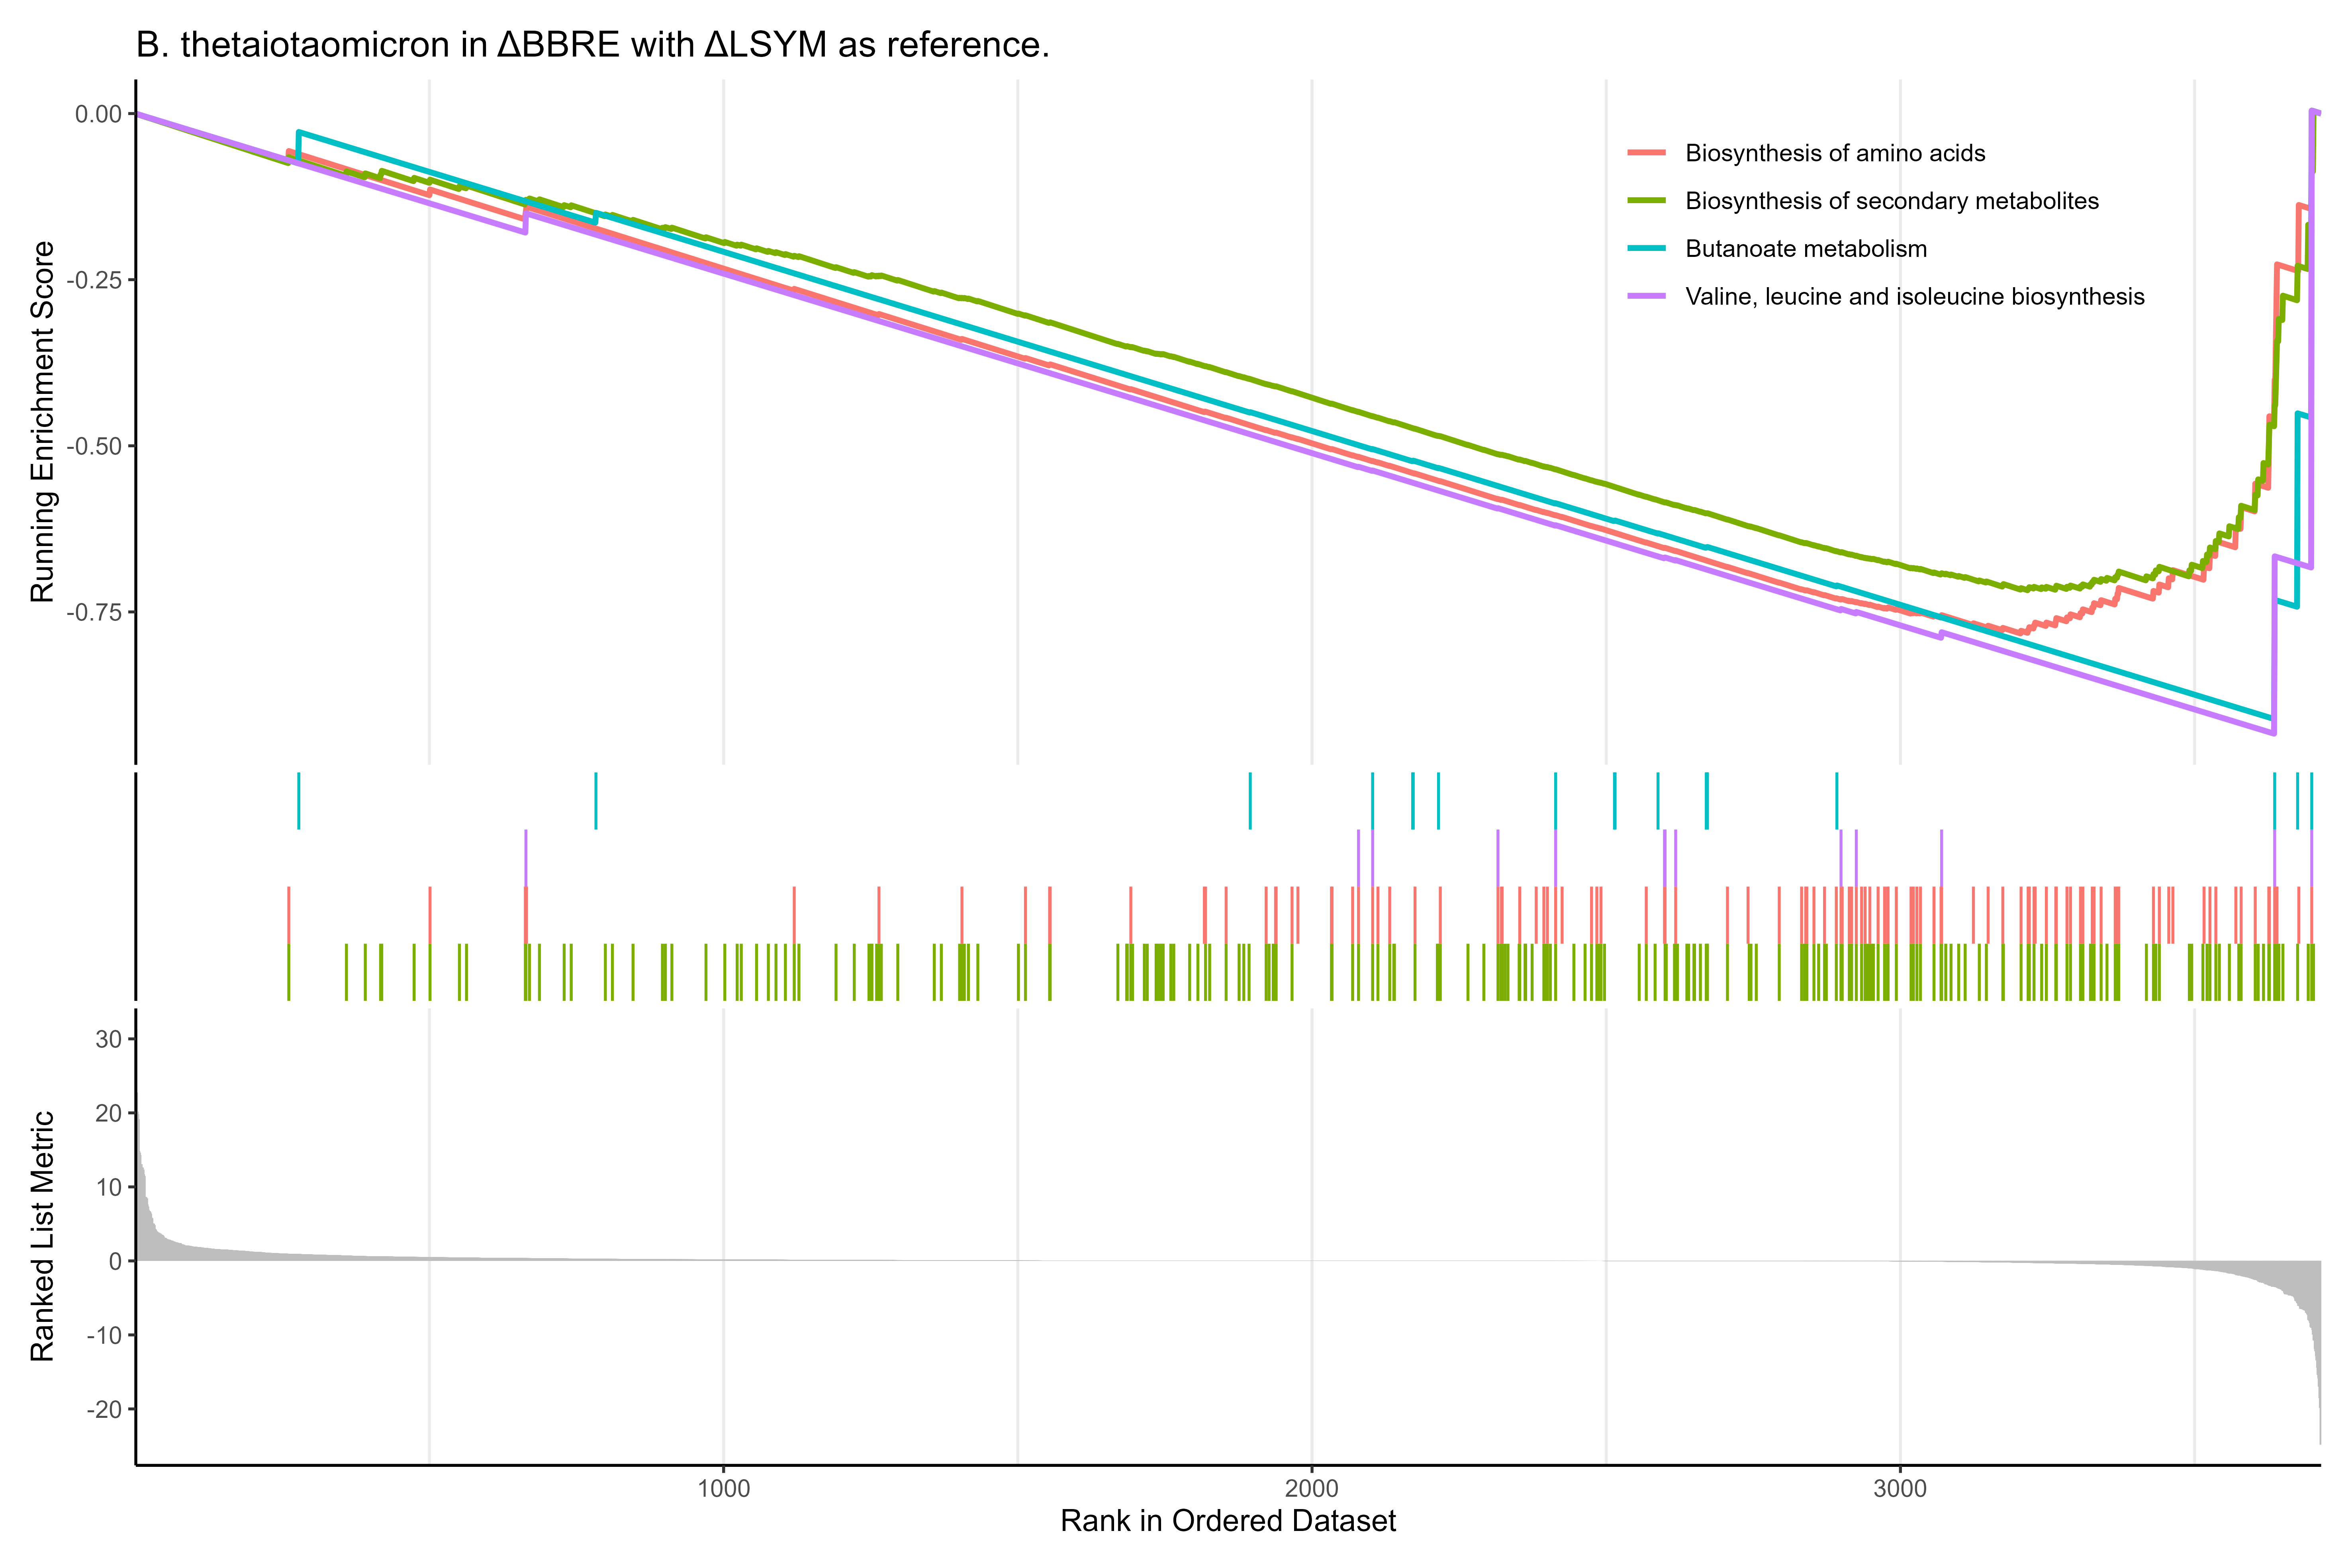 B. thetaiotaomicron in ΔBBRE with ΔLSYM as reference.
Running Enrichment Score
0.00
-0.25
-0.50
-0.75
Biosynthesis of amino acids
Biosynthesis of secondary metabolites
Butanoate metabolism
Valine, leucine and isoleucine biosynthesis
Ranked List Metric
30
20
10
0
-10
-20
1000
2000
3000
Rank in Ordered Dataset